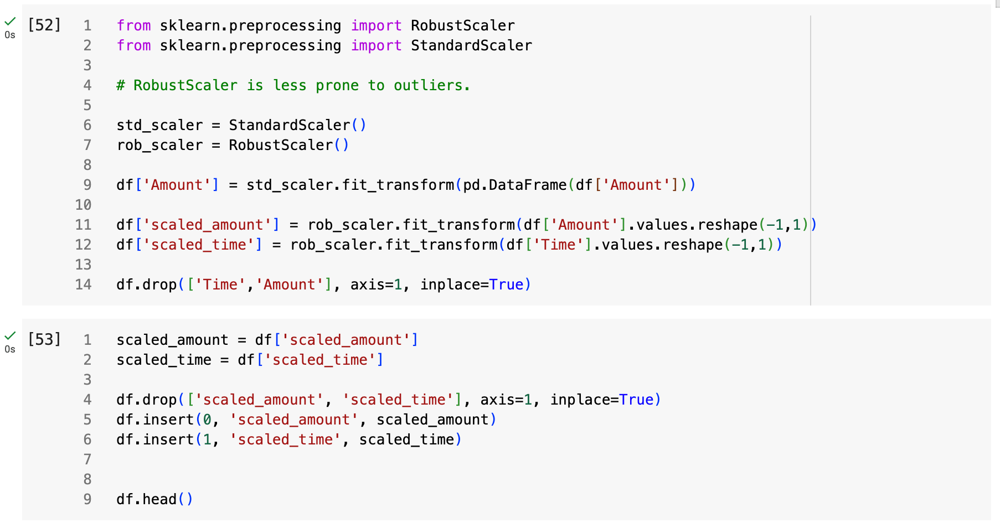 [52] 1 from sklearn.preprocessing import RobustScaler
0s 2 from sklearn.preprocessing import StandardScaler
3
4 # RobustScaler is less prone to outliers.
5
6 std_scaler = StandardScaler()
7 rob_scaler = RobustScaler()
8
9 df['Amount'] = std_scaler.fit_transform(pd.DataFrame(df['Amount']))
10
11 df['scaled_amount'] = rob_scaler.fit_transform(df['Amount'].values.reshape(-1,1))
12 df['scaled_time'] = rob_scaler.fit_transform(df['Time'].values.reshape(-1,1))
13
14 df.drop(['Time','Amount'], axis=1, inplace=True)
[53] 1 scaled_amount = df['scaled_amount']
0s 2 scaled_time = df['scaled_time']
3
4 df.drop(['scaled_amount', 'scaled_time'], axis=1, inplace=True)
5 df.insert(0, 'scaled_amount', scaled_amount)
6 df.insert(1, 'scaled_time', scaled_time)
7
8
9 df.head()